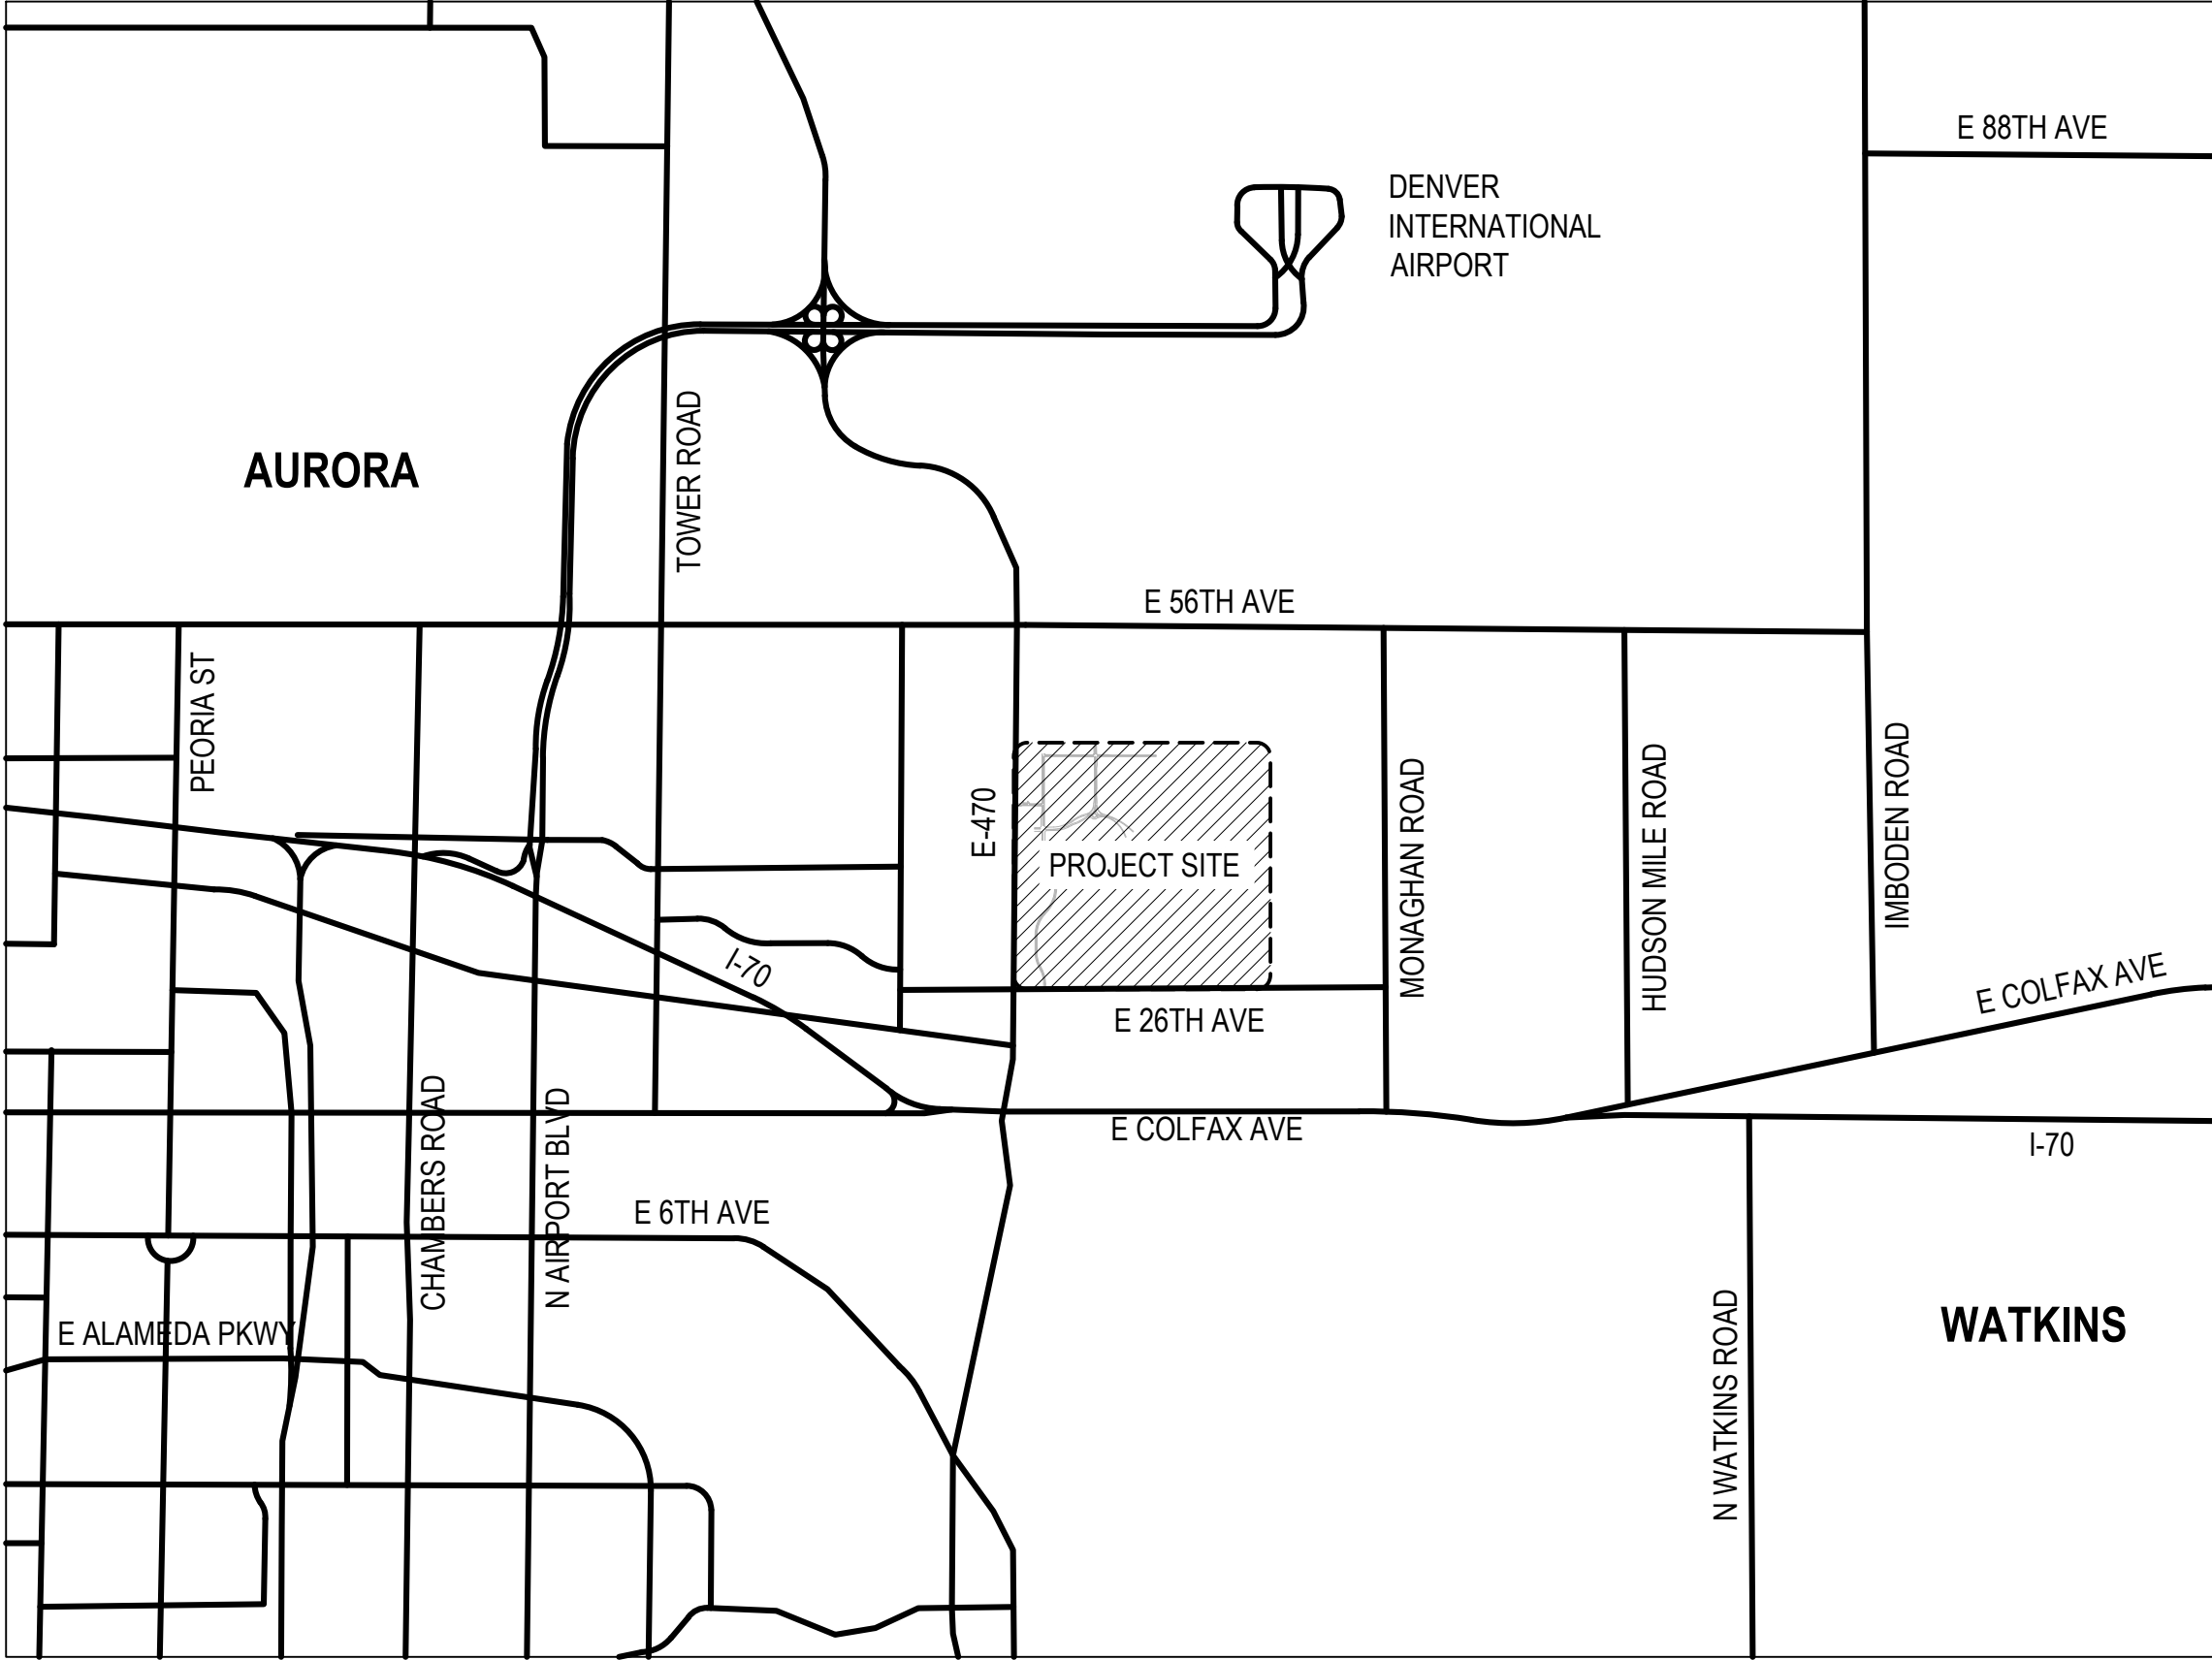 E 88TH AVE
DENVER
INTERNATIONAL
AIRPORT
TOWER ROAD
AURORA
E 56TH AVE
PEORIA ST
E-470
PROJECT SITE
MONAGHAN ROAD
HUDSON MILE ROAD
IMBODEN ROAD
I-70
E 26TH AVE
E COLFAX AVE
E COLFAX AVE
I-70
CHAMBERS ROAD
N AIRPORT BLVD
E 6TH AVE
E ALAMEDA PKWY
N WATKINS ROAD
WATKINS